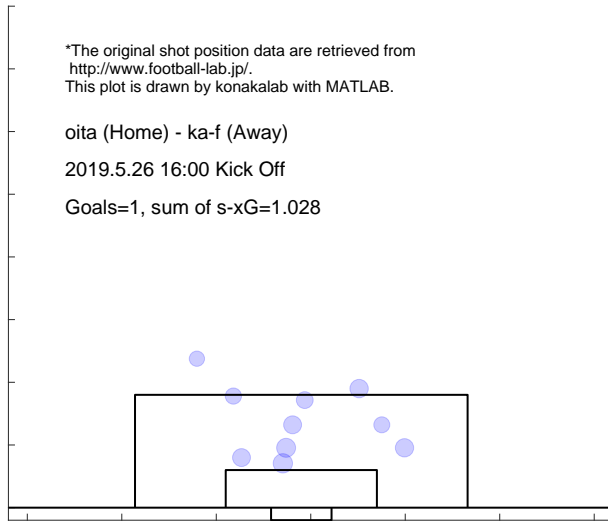 *The original shot position data are retrieved from
http://www.football-lab.jp/.
This plot is drawn by konakalab with MATLAB.
oita (Home) - ka-f (Away)
2019.5.26 16:00 Kick Off
Goals=1, sum of s-xG=1.028